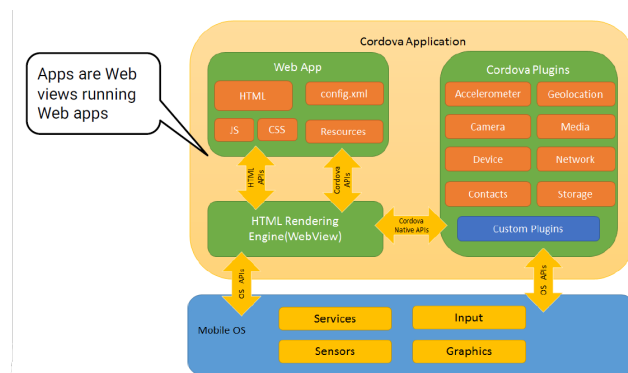 Cordova Application
Apps are Web
views running
Web apps
Web App
HTML
config.xml
JS
CSS
Resources
Cordova Plugins
Accelerometer
Geolocation
Camera
Media
Device
Network
Contacts
Storage
Custom Plugins
HTML
APIs
Cordova
APIs
HTML Rendering
Engine(WebView)
Cordova
Native APIs
OS APIs
OS APIs
Mobile OS
Services
Input
Sensors
Graphics